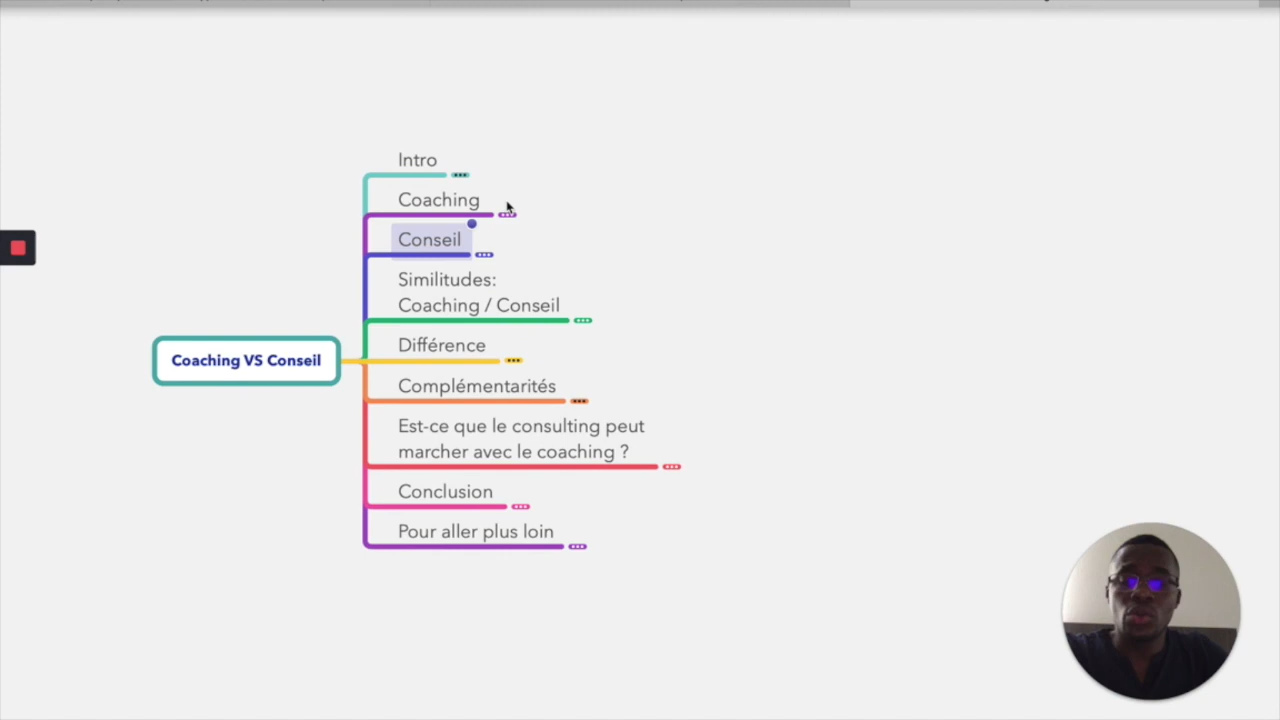 Intro
Coaching
Conseil
Similitudes:
Coaching / Conseil
Coaching VS Conseil
Différence
Complémentarités
Est-ce que le consulting peut
marcher avec le coaching ?
Conclusion
Pour aller plus loin